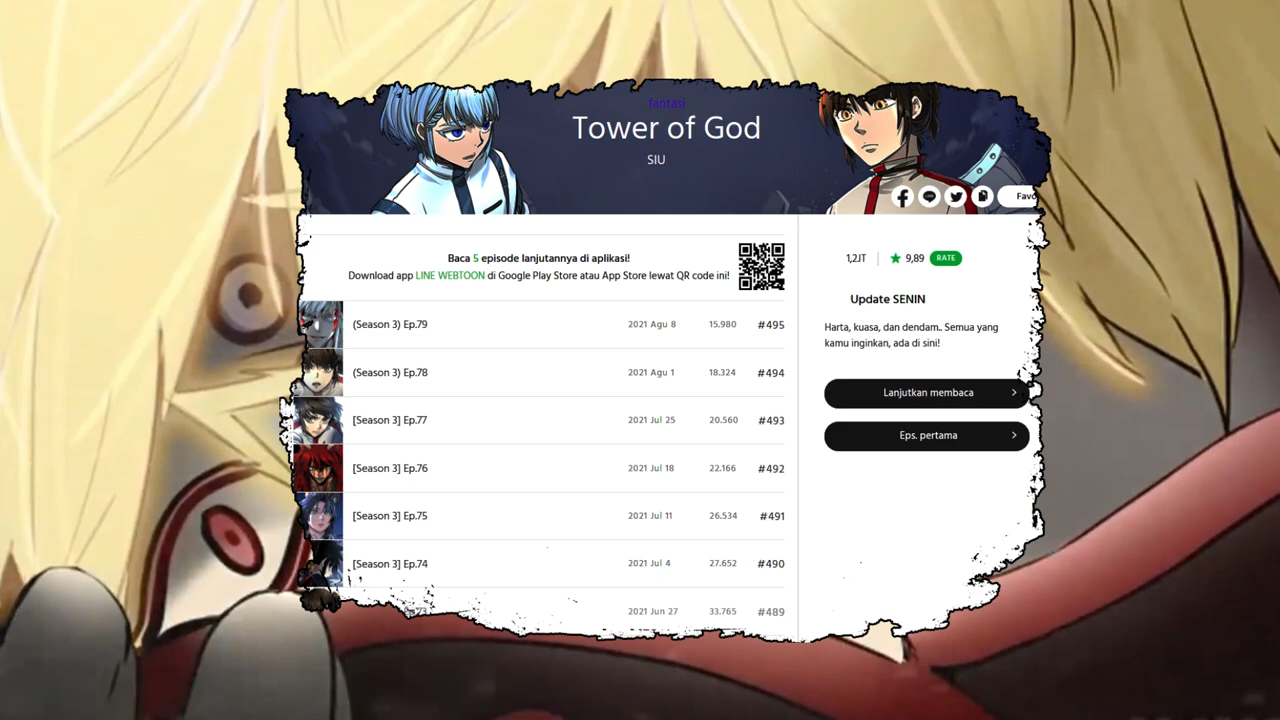 fantasi
Tower of God
SIU
Favo
Baca 5 episode lanjutannya di aplikasi!
Download app LINE WEBTOON di Google Play Store atau App Store lewat QR code ini!
1,2JT 9,89 RATE
Update SENIN
Harta, kuasa, dan dendam.. Semua yang
kamu inginkan, ada di sini!
Lanjutkan membaca
Eps. pertama
(Season 3) Ep.79 2021 Agu 8 15.980 #495
(Season 3) Ep.78 2021 Agu 1 18.324 #494
[Season 3] Ep.77 2021 Jul 25 20.560 #493
[Season 3] Ep.76 2021 Jul 18 22.166 #492
[Season 3] Ep.75 2021 Jul 11 26.534 #491
[Season 3] Ep.74 2021 Jul 4 27.652 #490
2021 Jun 27 33.765 #489